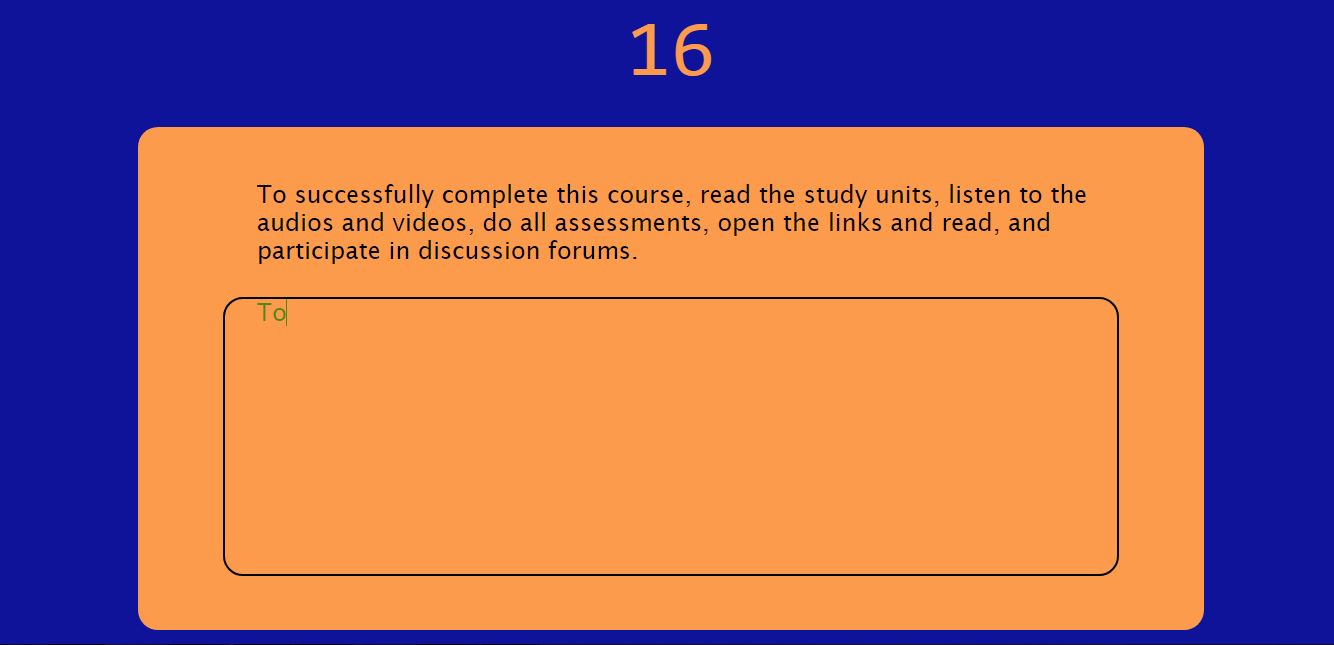 16
To successfully complete this course, read the study units, listen to the
audios and videos, do all assessments, open the links and read, and
participate in discussion forums.
To